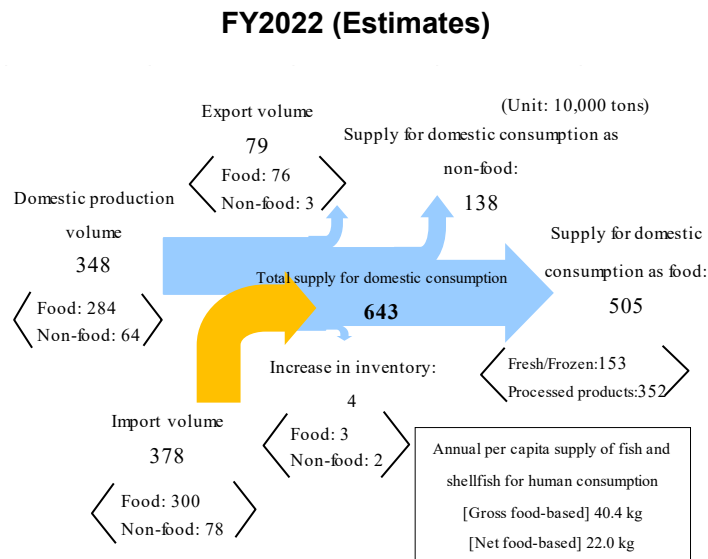 FY2022 (Estimates)
(Unit: 10,000 tons)
Export volume
79
Food: 76
Non-food: 3
Supply for domestic consumption as
non-food:
138
Domestic production
volume
348
Food: 284
Non-food: 64
Total supply for domestic consumption
643
Supply for domestic
consumption as food:
505
Fresh/Frozen:153
Processed products:352
Increase in inventory:
4
Food: 3
Non-food: 2
Import volume
378
Food: 300
Non-food: 78
Annual per capita supply of fish and
shellfish for human consumption
[Gross food-based] 40.4 kg
[Net food-based] 22.0 kg